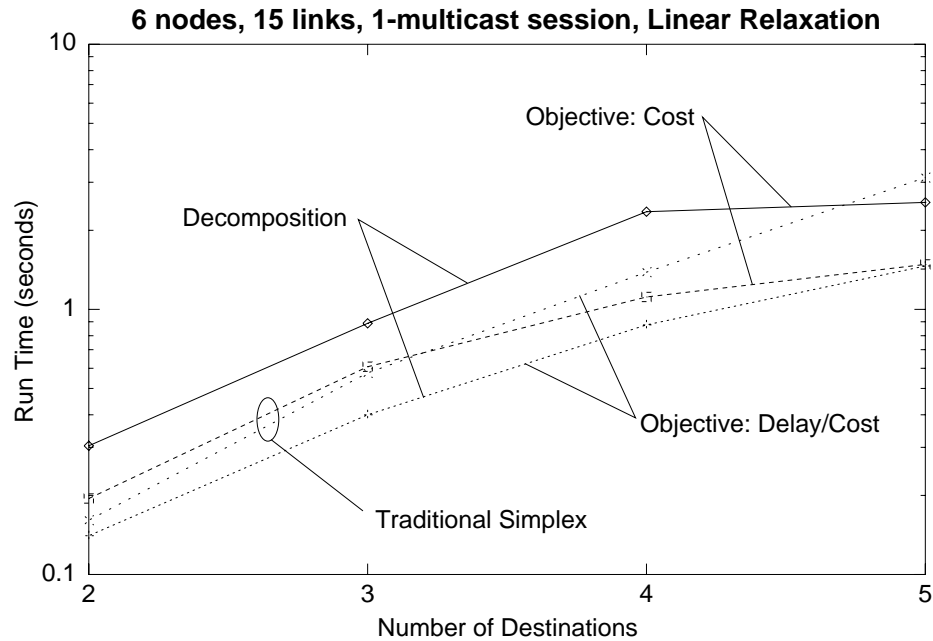 6 nodes, 15 links, 1-multicast session, Linear Relaxation
10
Objective: Cost
Decomposition
Run Time (seconds)
1
Objective: Delay/Cost
Traditional Simplex
0.1
2 3 4 5
Number of Destinations